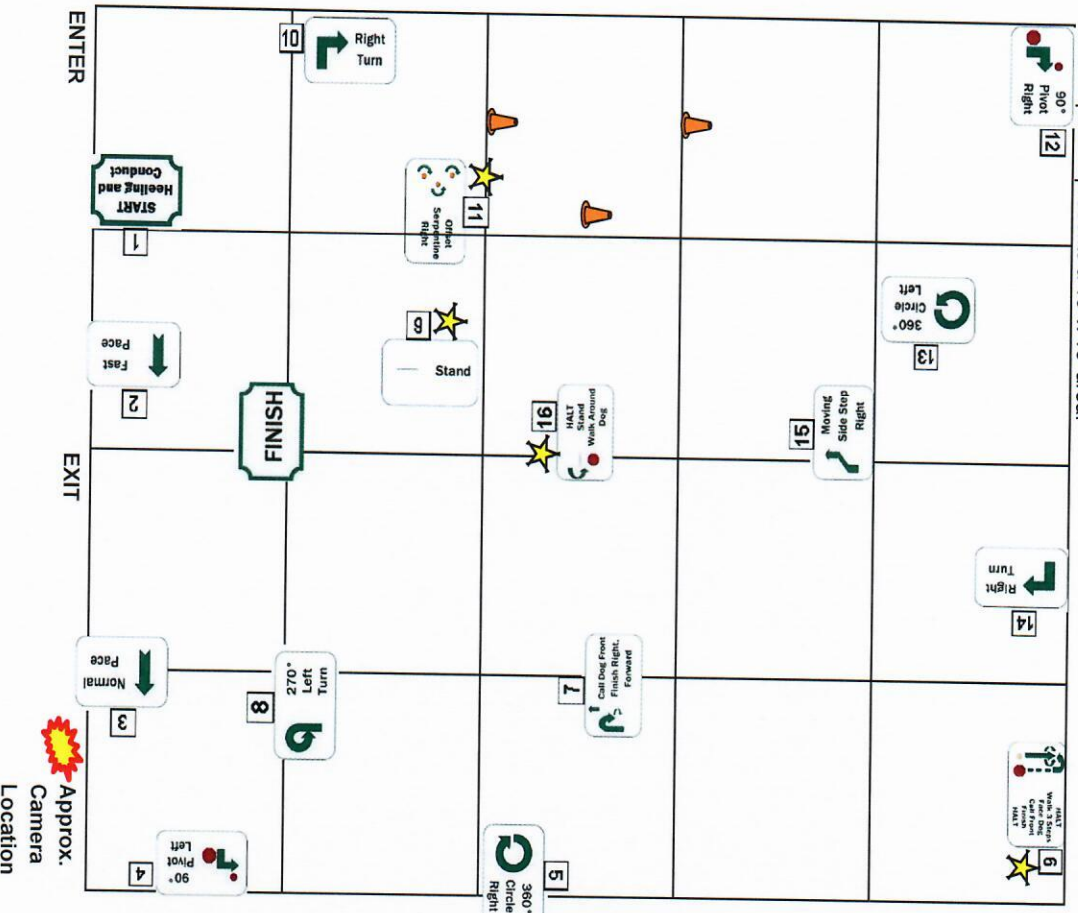 ENTER
10
Right
Turn
90°
Pivot
Right
12
START
Heeling and
Conduct
1
11
Offset
Serpentine
Right
9
Stand
360°
Circle
Left
13
Fast
Pace
2
FINISH
16
HALT
Stand
Walk Around
Dog
15
Moving
Side Step
Right
EXIT
Right
Turn
14
Normal
Pace
3
8
270°
Left
Turn
7
Call Dog Front
Finish Right,
Forward
HALT
Walk 3 Steps
Face Dog
Call Front
Finish
HALT
6
Approx.
Camera
Location
90°
Pivot
Left
4
360°
Circle
Right
5